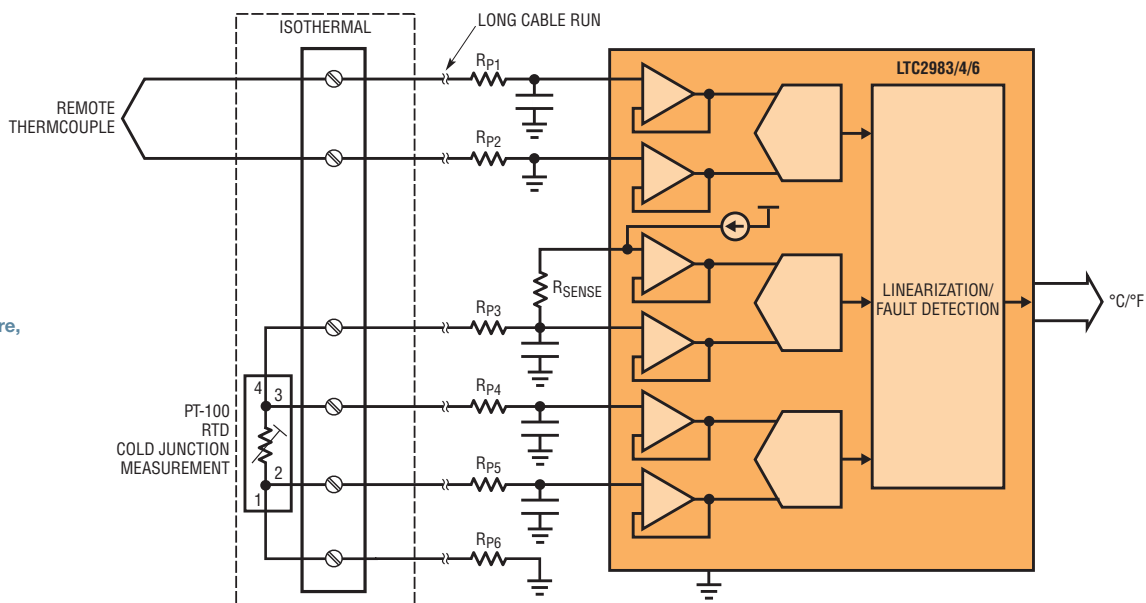 ISOTHERMAL
LONG CABLE RUN
RP1
LTC2983/4/6
REMOTE
THERMCOUPLE
RP2
RSENSE
LINEARIZATION/
FAULT DETECTION
°C/°F
re,
RP3
4
3
RP4
PT-100
RTD
COLD JUNCTION
MEASUREMENT
2
RP5
1
RP6